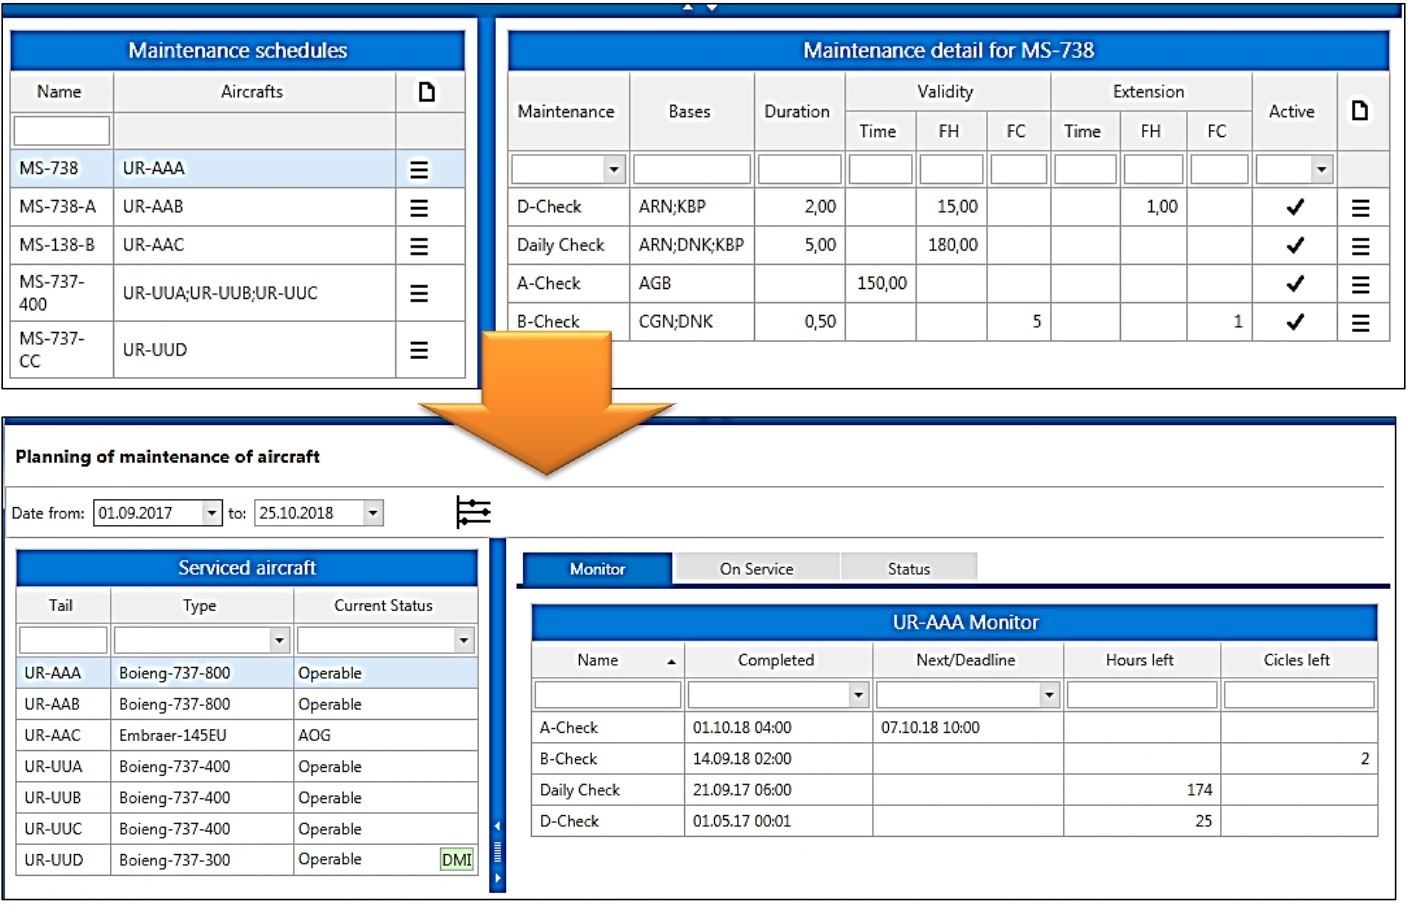 Maintenance schedules
Name Aircrafts
MS-738 UR-AAA
MS-738-A UR-AAB
MS-138-B UR-AAC
MS-737-400 UR-UUA;UR-UUB;UR-UUC
MS-737-CC UR-UUD
Maintenance detail for MS-738
Maintenance Bases Duration Validity Extension Active
Time FH FC Time FH FC
D-Check ARN;KBP 2,00 15,00 1,00
Daily Check ARN;DNK;KBP 5,00 180,00
A-Check AGB 150,00
B-Check CGN;DNK 0,50 5 1
Planning of maintenance of aircraft
Date from: 01.09.2017 to: 25.10.2018
Serviced aircraft
Tail Type Current Status
UR-AAA Boieng-737-800 Operable
UR-AAB Boieng-737-800 Operable
UR-AAC Embraer-145EU AOG
UR-UUA Boieng-737-400 Operable
UR-UUB Boieng-737-400 Operable
UR-UUC Boieng-737-400 Operable
UR-UUD Boieng-737-300 Operable DMI
Monitor On Service Status
UR-AAA Monitor
Name Completed Next/Deadline Hours left Cicles left
A-Check 01.10.18 04:00 07.10.18 10:00
B-Check 14.09.18 02:00 2
Daily Check 21.09.17 06:00 174
D-Check 01.05.17 00:01 25